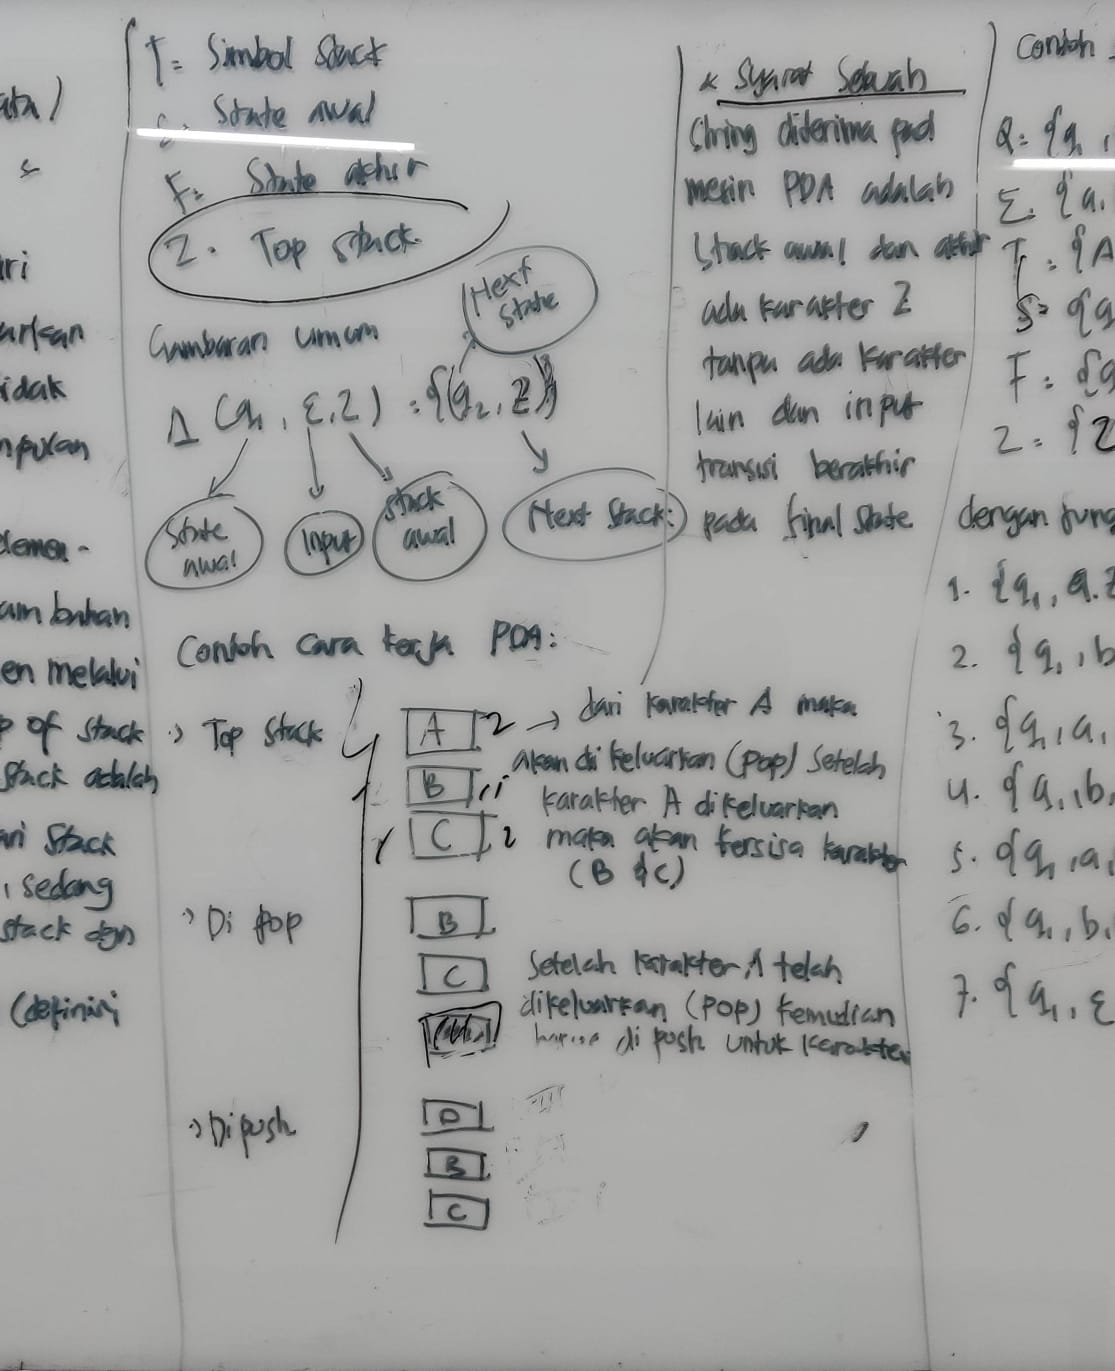 T = Simbol Stack
S = State awal
F = State akhir
Z = Top stack
Gambaran umum
Next
State
Δ (q1, ε, Z) = {(q2, Z)}
State
awal
Input
Stack
awal
Next Stack
Contoh Cara kerja PDA:
* Syarat Sebuah
String diterima pad
mesin PDA adalah
Stack awal dan akhir
ada karakter Z
tanpa ada Karakter
lain dan input
transisi berakhir
pada final state
→ Top Stack
A
B
C
→ dari karakter A maka
akan di keluarkan (pop) setelah
karakter A dikeluarkan
maka akan tersisa karakter
(B & C)
→ Di pop
B
C
Setelah karakter A telah
dikeluarkan (POP) kemudian
di push untuk karakter
→ Di push
D
B
C
ata)
ri
arkan
idak
mpulan
elemen-
am bahan
en melalui
p of stack
Stack adalah
ari Stack
, sedang
stack dgn
(definisi
Contoh
Q = {q1,
Σ = {a,
T = {A
S = {q
F = {q
Z = {Z
dengan fung
1. {q1, a, Z
2. {q1, b
3. {q1, a,
4. {q1, b,
5. {q1, a,
6. {q1, b,
7. {q1, ε